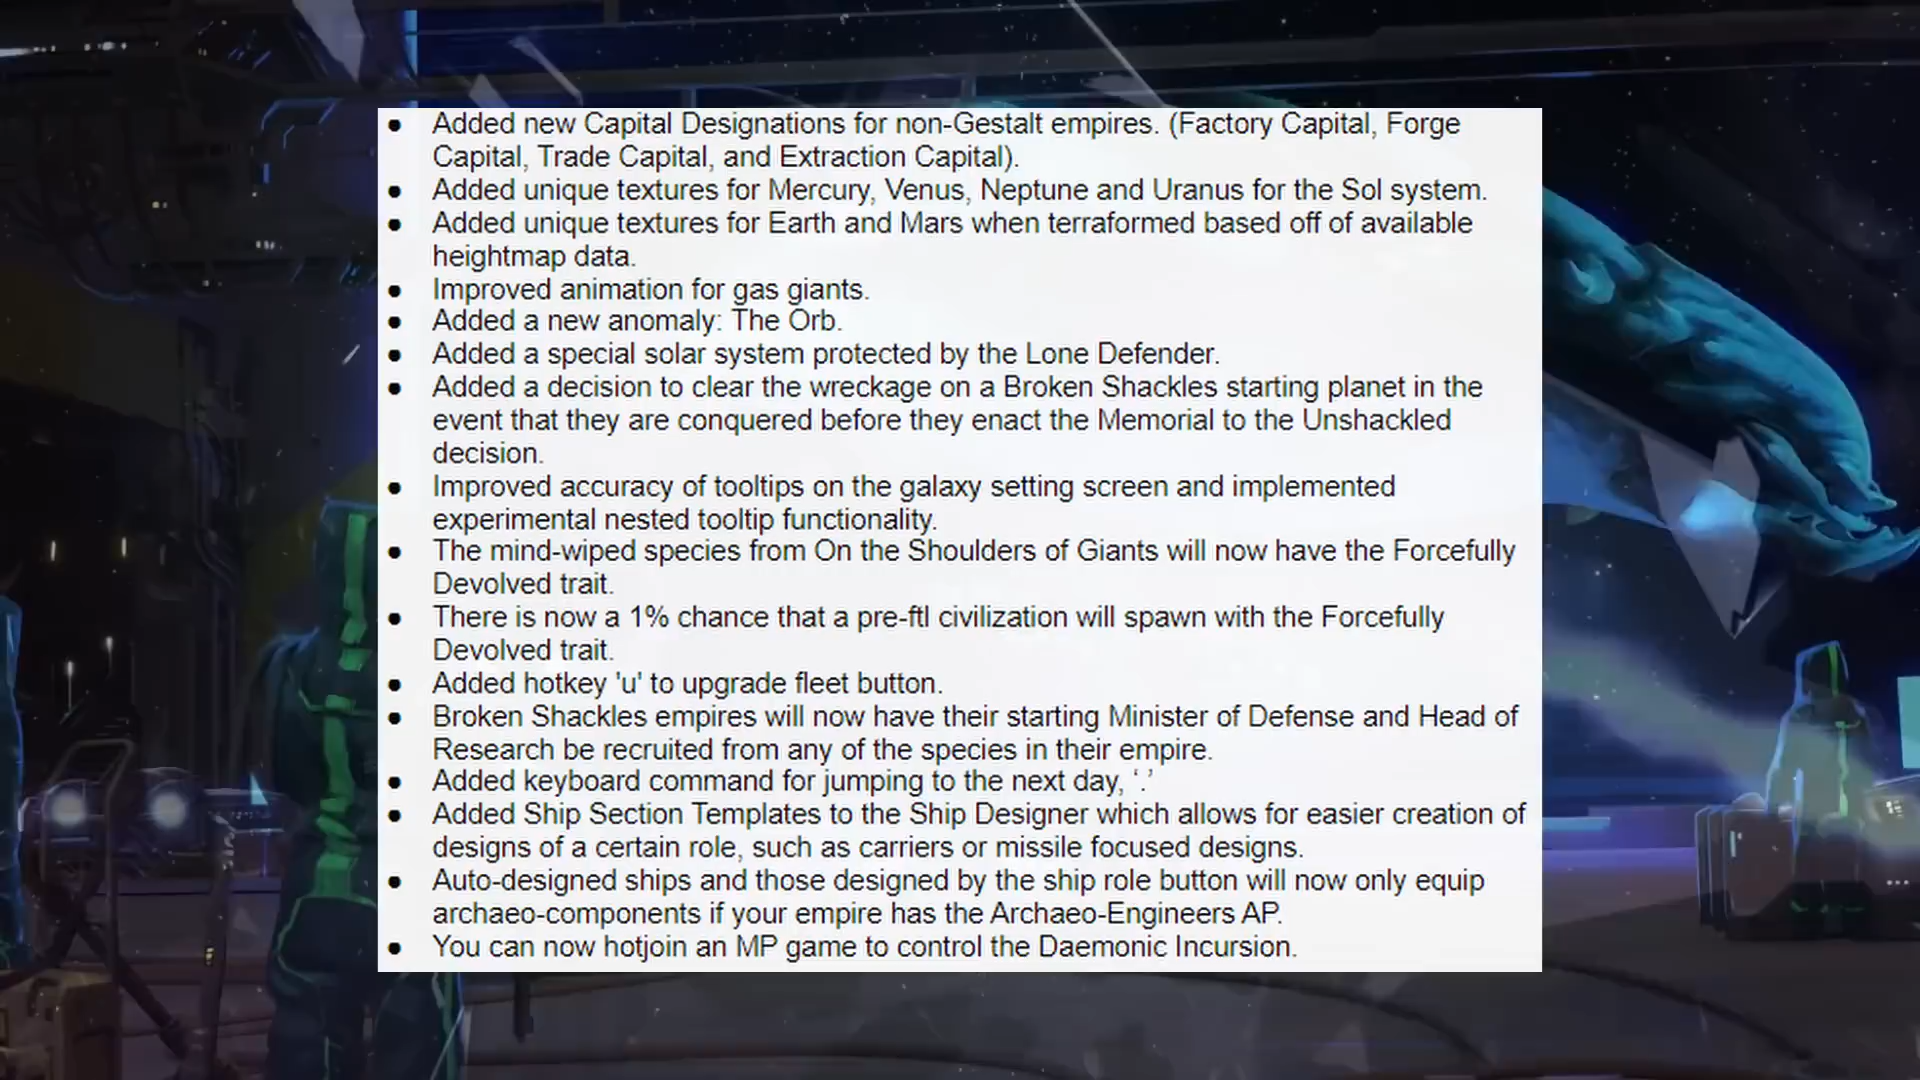 ● Added new Capital Designations for non-Gestalt empires. (Factory Capital, Forge
Capital, Trade Capital, and Extraction Capital).
● Added unique textures for Mercury, Venus, Neptune and Uranus for the Sol system.
● Added unique textures for Earth and Mars when terraformed based off of available
heightmap data.
● Improved animation for gas giants.
● Added a new anomaly: The Orb.
● Added a special solar system protected by the Lone Defender.
● Added a decision to clear the wreckage on a Broken Shackles starting planet in the
event that they are conquered before they enact the Memorial to the Unshackled
decision.
● Improved accuracy of tooltips on the galaxy setting screen and implemented
experimental nested tooltip functionality.
● The mind-wiped species from On the Shoulders of Giants will now have the Forcefully
Devolved trait.
● There is now a 1% chance that a pre-ftl civilization will spawn with the Forcefully
Devolved trait.
● Added hotkey 'u' to upgrade fleet button.
● Broken Shackles empires will now have their starting Minister of Defense and Head of
Research be recruited from any of the species in their empire.
● Added keyboard command for jumping to the next day, ‘.’
● Added Ship Section Templates to the Ship Designer which allows for easier creation of
designs of a certain role, such as carriers or missile focused designs.
● Auto-designed ships and those designed by the ship role button will now only equip
archaeo-components if your empire has the Archaeo-Engineers AP.
● You can now hotjoin an MP game to control the Daemonic Incursion.